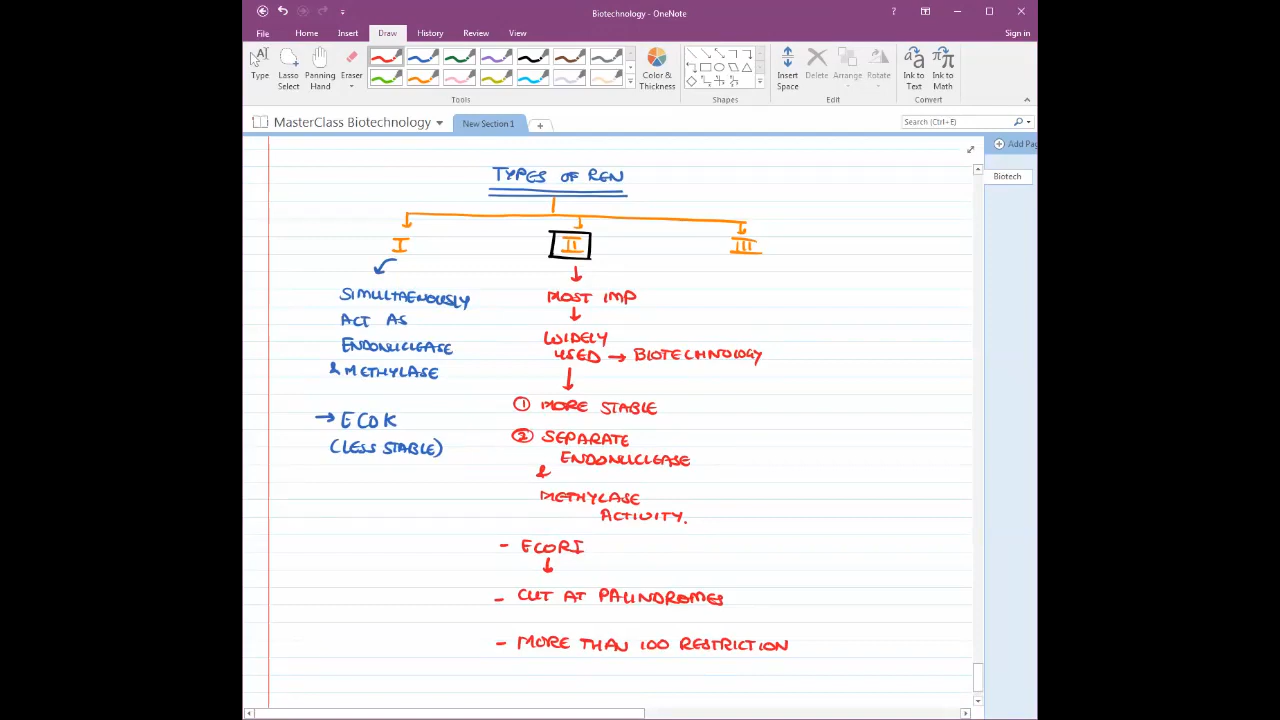 Biotechnology - OneNote
File
Home
Insert
Draw
History
Review
View
Sign in
Type
Lasso
Select
Panning
Hand
Eraser
Color &
Thickness
Insert
Space
Delete
Arrange
Rotate
Ink to
Text
Ink to
Math
Tools
Shapes
Edit
Convert
MasterClass Biotechnology
New Section 1
Search (Ctrl+E)
Add Pag
Biotech
TYPES OF REN
I
II
III
SIMULTAENOUSLY
ACT AS
ENDONUCLEASE
& METHYLASE
→ ECOK
(LESS STABLE)
MOST IMP
WIDELY
USED → BIOTECHNOLOGY
① MORE STABLE
② SEPARATE
ENDONUCLEASE
&
METHYLASE
ACTIVITY.
- ECORI
- CUT AT PALINDROMES
- MORE THAN 100 RESTRICTION